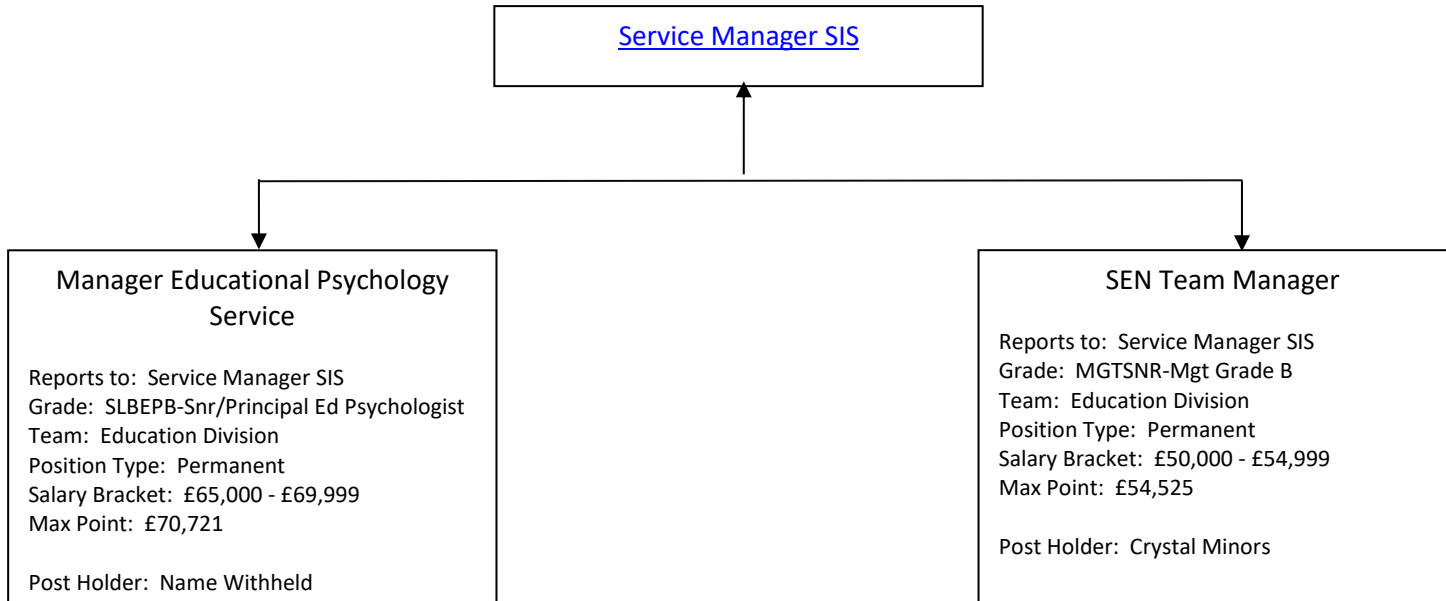 Service Manager SIS
Manager Educational Psychology
Service
Reports to: Service Manager SIS
Grade: SLBEPB-Snr/Principal Ed Psychologist
Team: Education Division
Position Type: Permanent
Salary Bracket: £65,000 - £69,999
Max Point: £70,721
Post Holder: Name Withheld
SEN Team Manager
Reports to: Service Manager SIS
Grade: MGTSNR-Mgt Grade B
Team: Education Division
Position Type: Permanent
Salary Bracket: £50,000 - £54,999
Max Point: £54,525
Post Holder: Crystal Minors